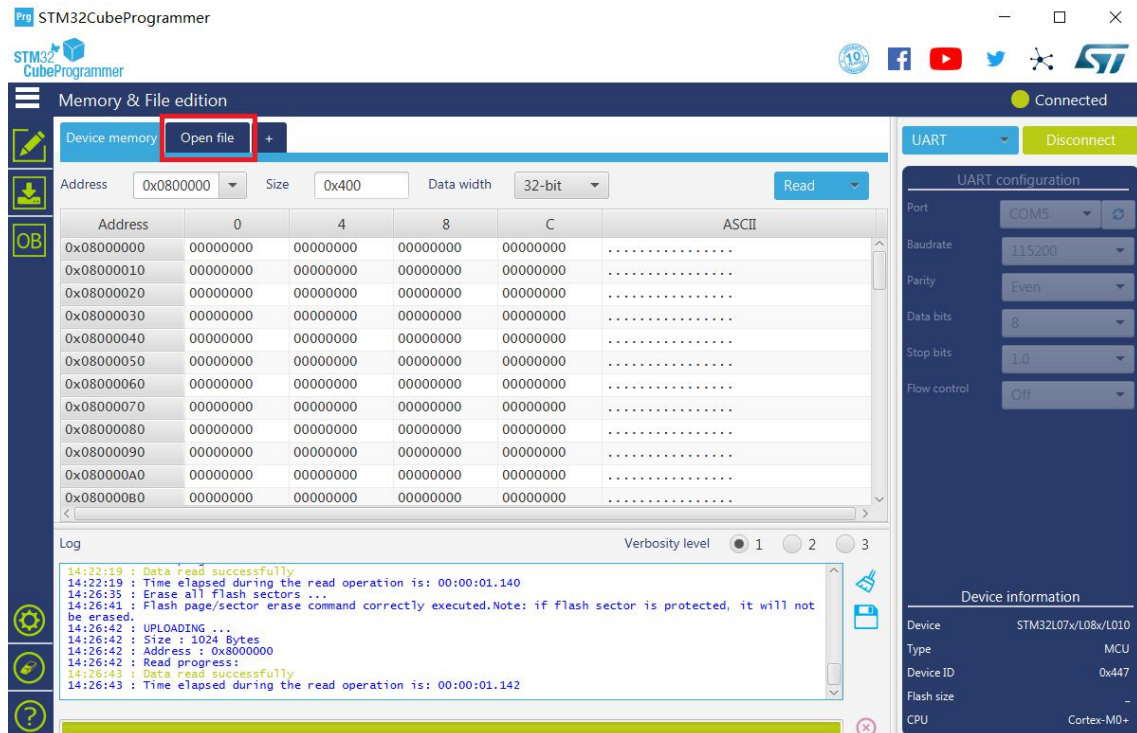 Prg STM32CubeProgrammer
STM32
CubeProgrammer
10
Memory & File edition
Connected
Device memory Open file +
UART Disconnect
Address 0x0800000 Size 0x400 Data width 32-bit Read
UART configuration
Address 0 4 8 C ASCII
0x08000000 00000000 00000000 00000000 00000000 ................
0x08000010 00000000 00000000 00000000 00000000 ................
0x08000020 00000000 00000000 00000000 00000000 ................
0x08000030 00000000 00000000 00000000 00000000 ................
0x08000040 00000000 00000000 00000000 00000000 ................
0x08000050 00000000 00000000 00000000 00000000 ................
0x08000060 00000000 00000000 00000000 00000000 ................
0x08000070 00000000 00000000 00000000 00000000 ................
0x08000080 00000000 00000000 00000000 00000000 ................
0x08000090 00000000 00000000 00000000 00000000 ................
0x080000A0 00000000 00000000 00000000 00000000 ................
0x080000B0 00000000 00000000 00000000 00000000 ................
OB
Port COM5
Baudrate 115200
Parity Even
Data bits 8
Stop bits 1.0
Flow control Off
Log Verbosity level 1 2 3
14:22:19 : Data read successfully
14:22:19 : Time elapsed during the read operation is: 00:00:01.140
14:26:35 : Erase all flash sectors ...
14:26:41 : Flash page/sector erase command correctly executed.Note: if flash sector is protected, it will not
be erased.
14:26:42 : UPLOADING ...
14:26:42 : Size : 1024 Bytes
14:26:42 : Address : 0x8000000
14:26:42 : Read progress:
14:26:43 : Data read successfully
14:26:43 : Time elapsed during the read operation is: 00:00:01.142
Device information
Device STM32L07x/L08x/L010
Type MCU
Device ID 0x447
Flash size _
CPU Cortex-M0+